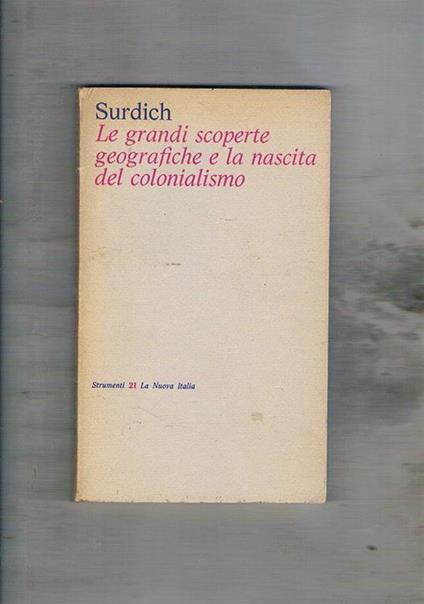 Surdich
Le grandi scoperte
geografiche e la nascita
del colonialismo
Strumenti 21 La Nuova Italia